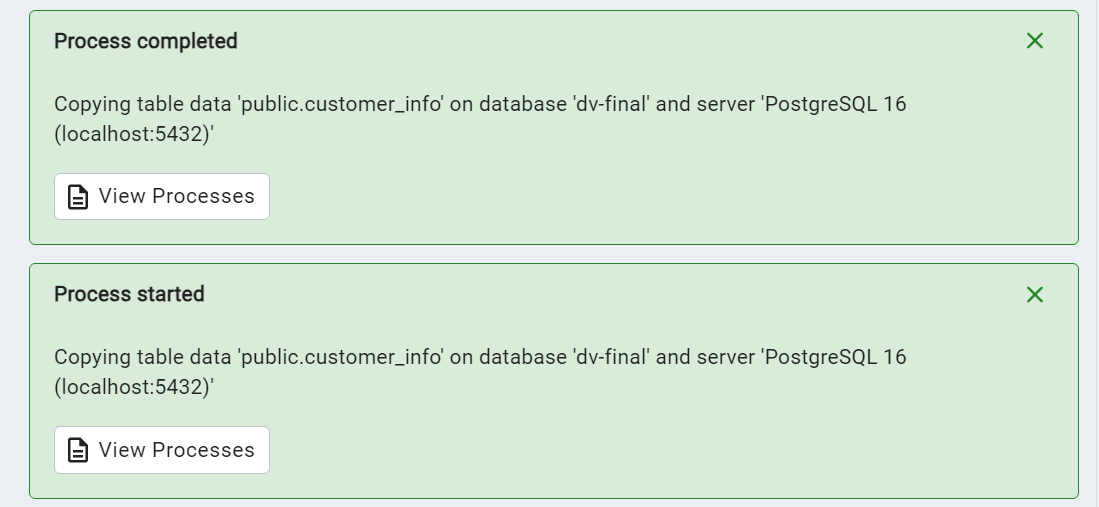 Process completed
Copying table data 'public.customer_info' on database 'dv-final' and server 'PostgreSQL 16
(localhost:5432)'
View Processes
Process started
Copying table data 'public.customer_info' on database 'dv-final' and server 'PostgreSQL 16
(localhost:5432)'
View Processes